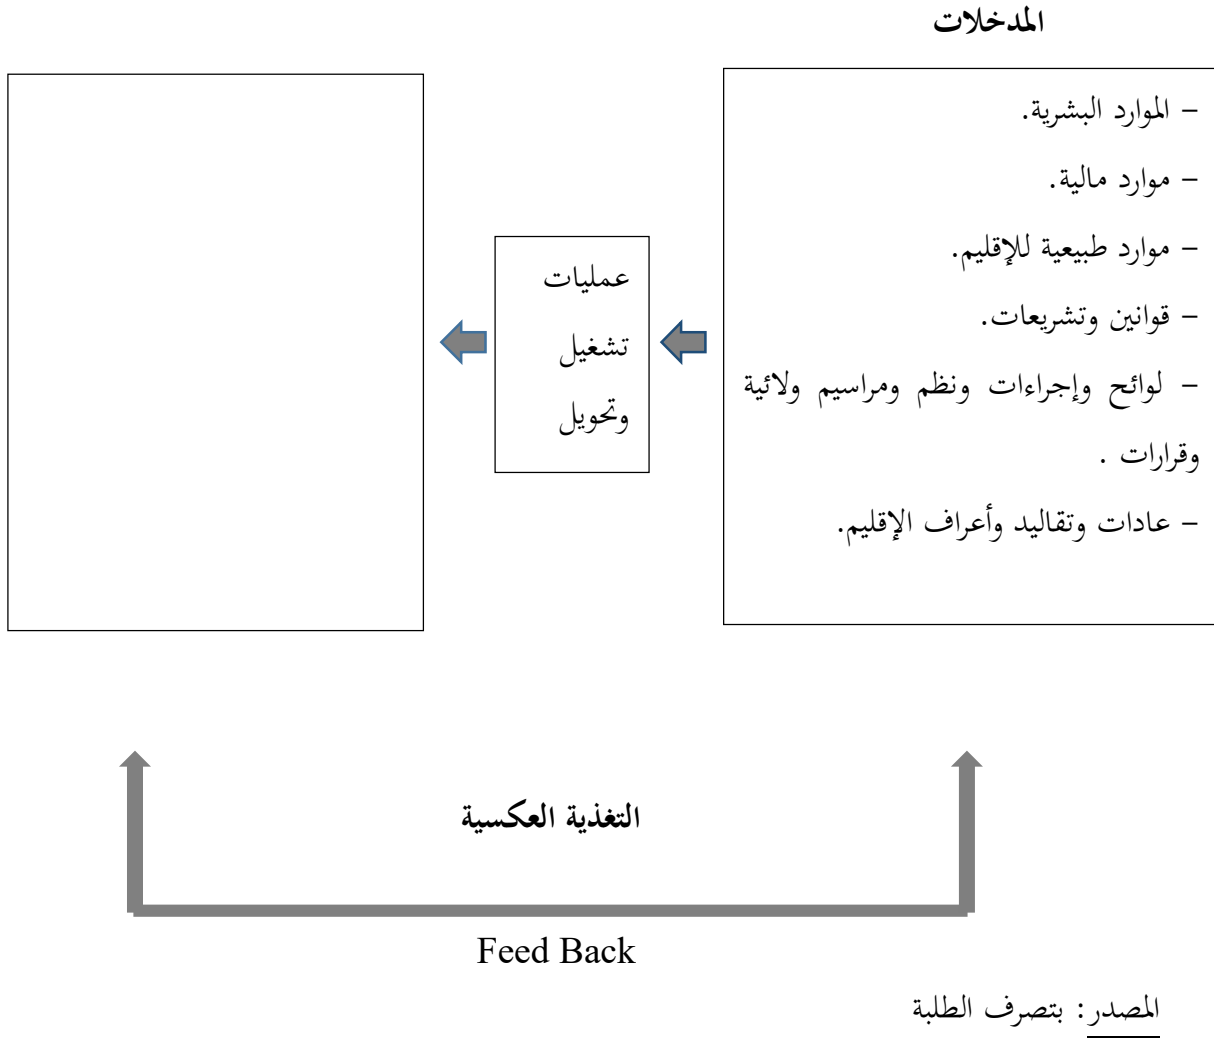 المدخلات
– الموارد البشرية.
– موارد مالية.
– موارد طبيعية للإقليم.
– قوانين وتشريعات.
– لوائح وإجراءات ونظم ومراسيم ولائية
وقرارات .
– عادات وتقاليد وأعراف الإقليم.
عمليات
تشغيل
وتحويل
التغذية العكسية
Feed Back
المصدر: بتصرف الطلبة